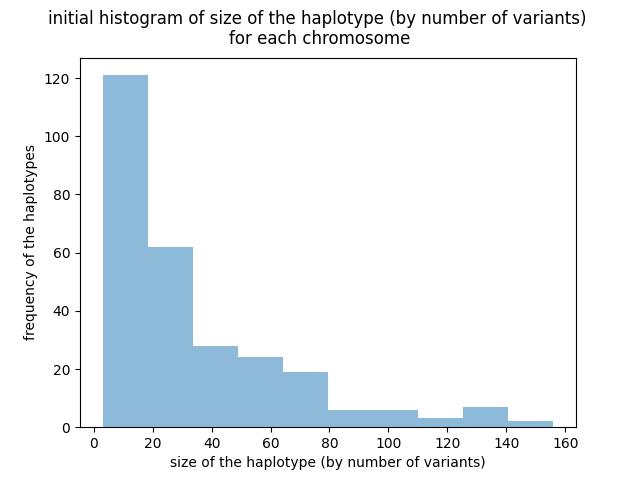 initial histogram of size of the haplotype (by number of variants)
for each chromosome
120
100
80
60
40
20
0
frequency of the haplotypes
0 20 40 60 80 100 120 140 160
size of the haplotype (by number of variants)